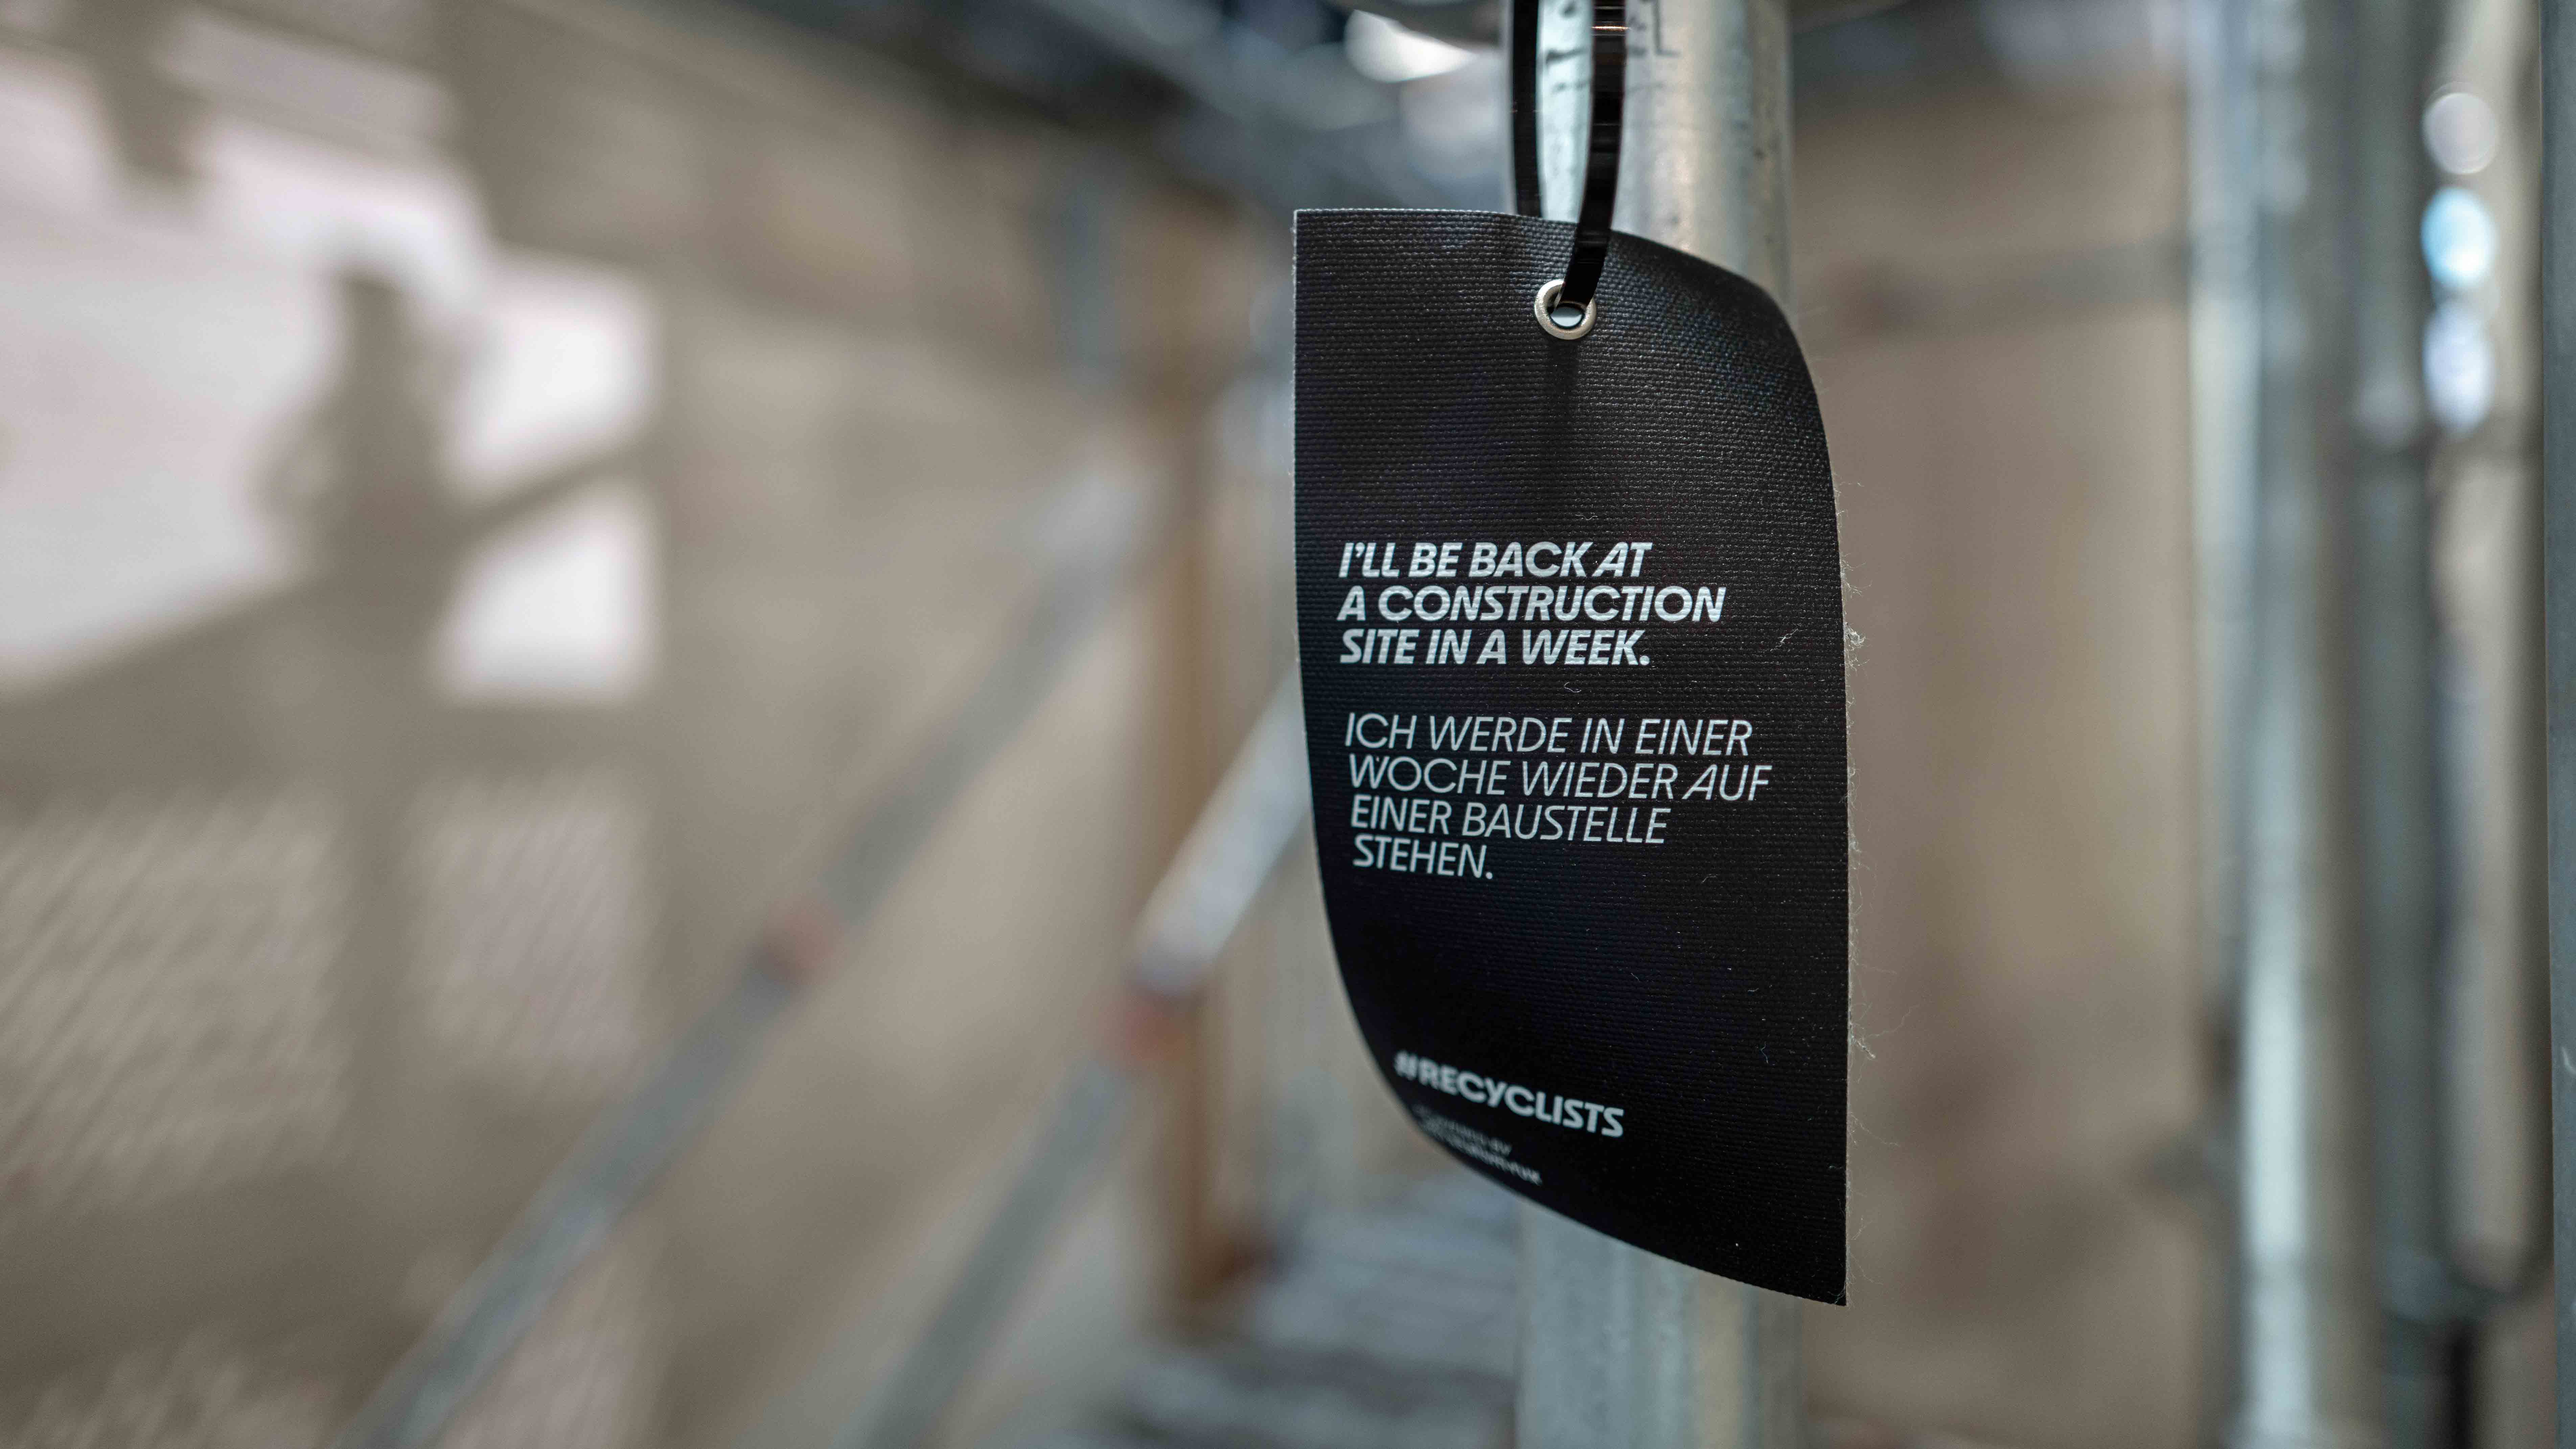 I'LL BE BACK AT
A CONSTRUCTION
SITE IN A WEEK.
ICH WERDE IN EINER
WOCHE WIEDER AUF
EINER BAUSTELLE
STEHEN.
#RECYCLISTS